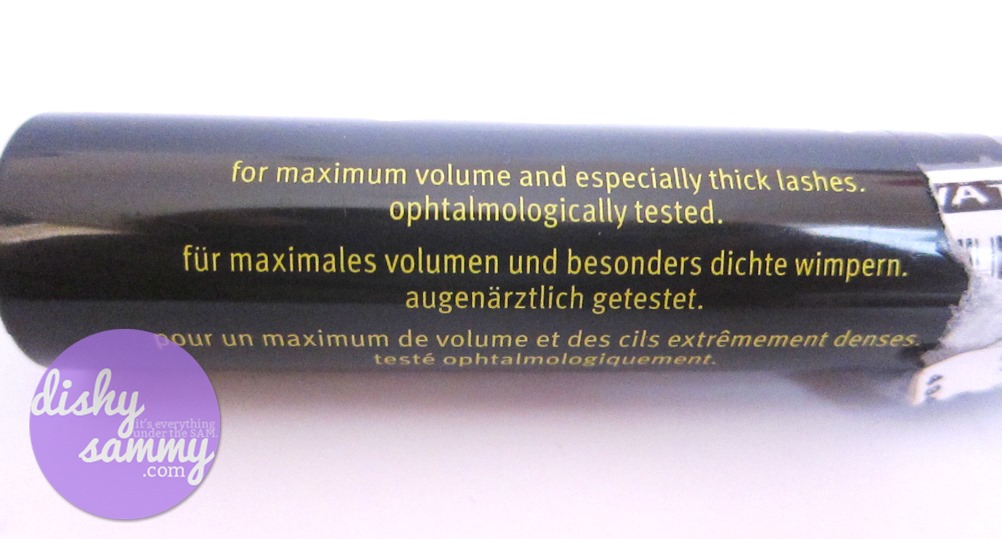 for maximum volume and especially thick lashes.
ophtalmologically tested.
für maximales volumen und besonders dichte wimpern.
augenärztlich getestet.
pour un maximum de volume et des cils extrêmement denses.
testé ophtalmologiquement.
dishy
it's everything
under the SAM.
sammy
.com